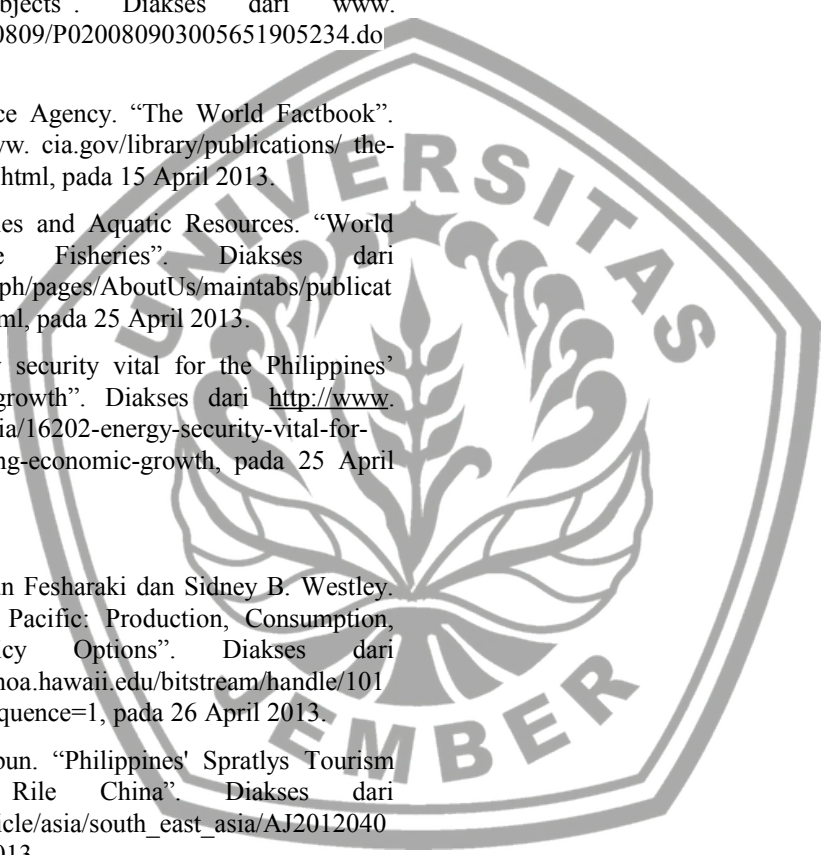 bjects”. Diakses dari www.
0809/P020080903005651905234.do
ce Agency. “The World Factbook”.
w. cia.gov/library/publications/ the-
html, pada 15 April 2013.
ies and Aquatic Resources. “World
e Fisheries”. Diakses dari
ph/pages/AboutUs/maintabs/publicat
ml, pada 25 April 2013.
security vital for the Philippines’
growth”. Diakses dari http://www.
ia/16202-energy-security-vital-for-
ng-economic-growth, pada 25 April
n Fesharaki dan Sidney B. Westley.
Pacific: Production, Consumption,
cy Options”. Diakses dari
noa.hawaii.edu/bitstream/handle/101
quence=1, pada 26 April 2013.
bun. “Philippines' Spratlys Tourism
Rile China”. Diakses dari
icle/asia/south_east_asia/AJ2012040
013.
UNIVERSITAS
EMBER